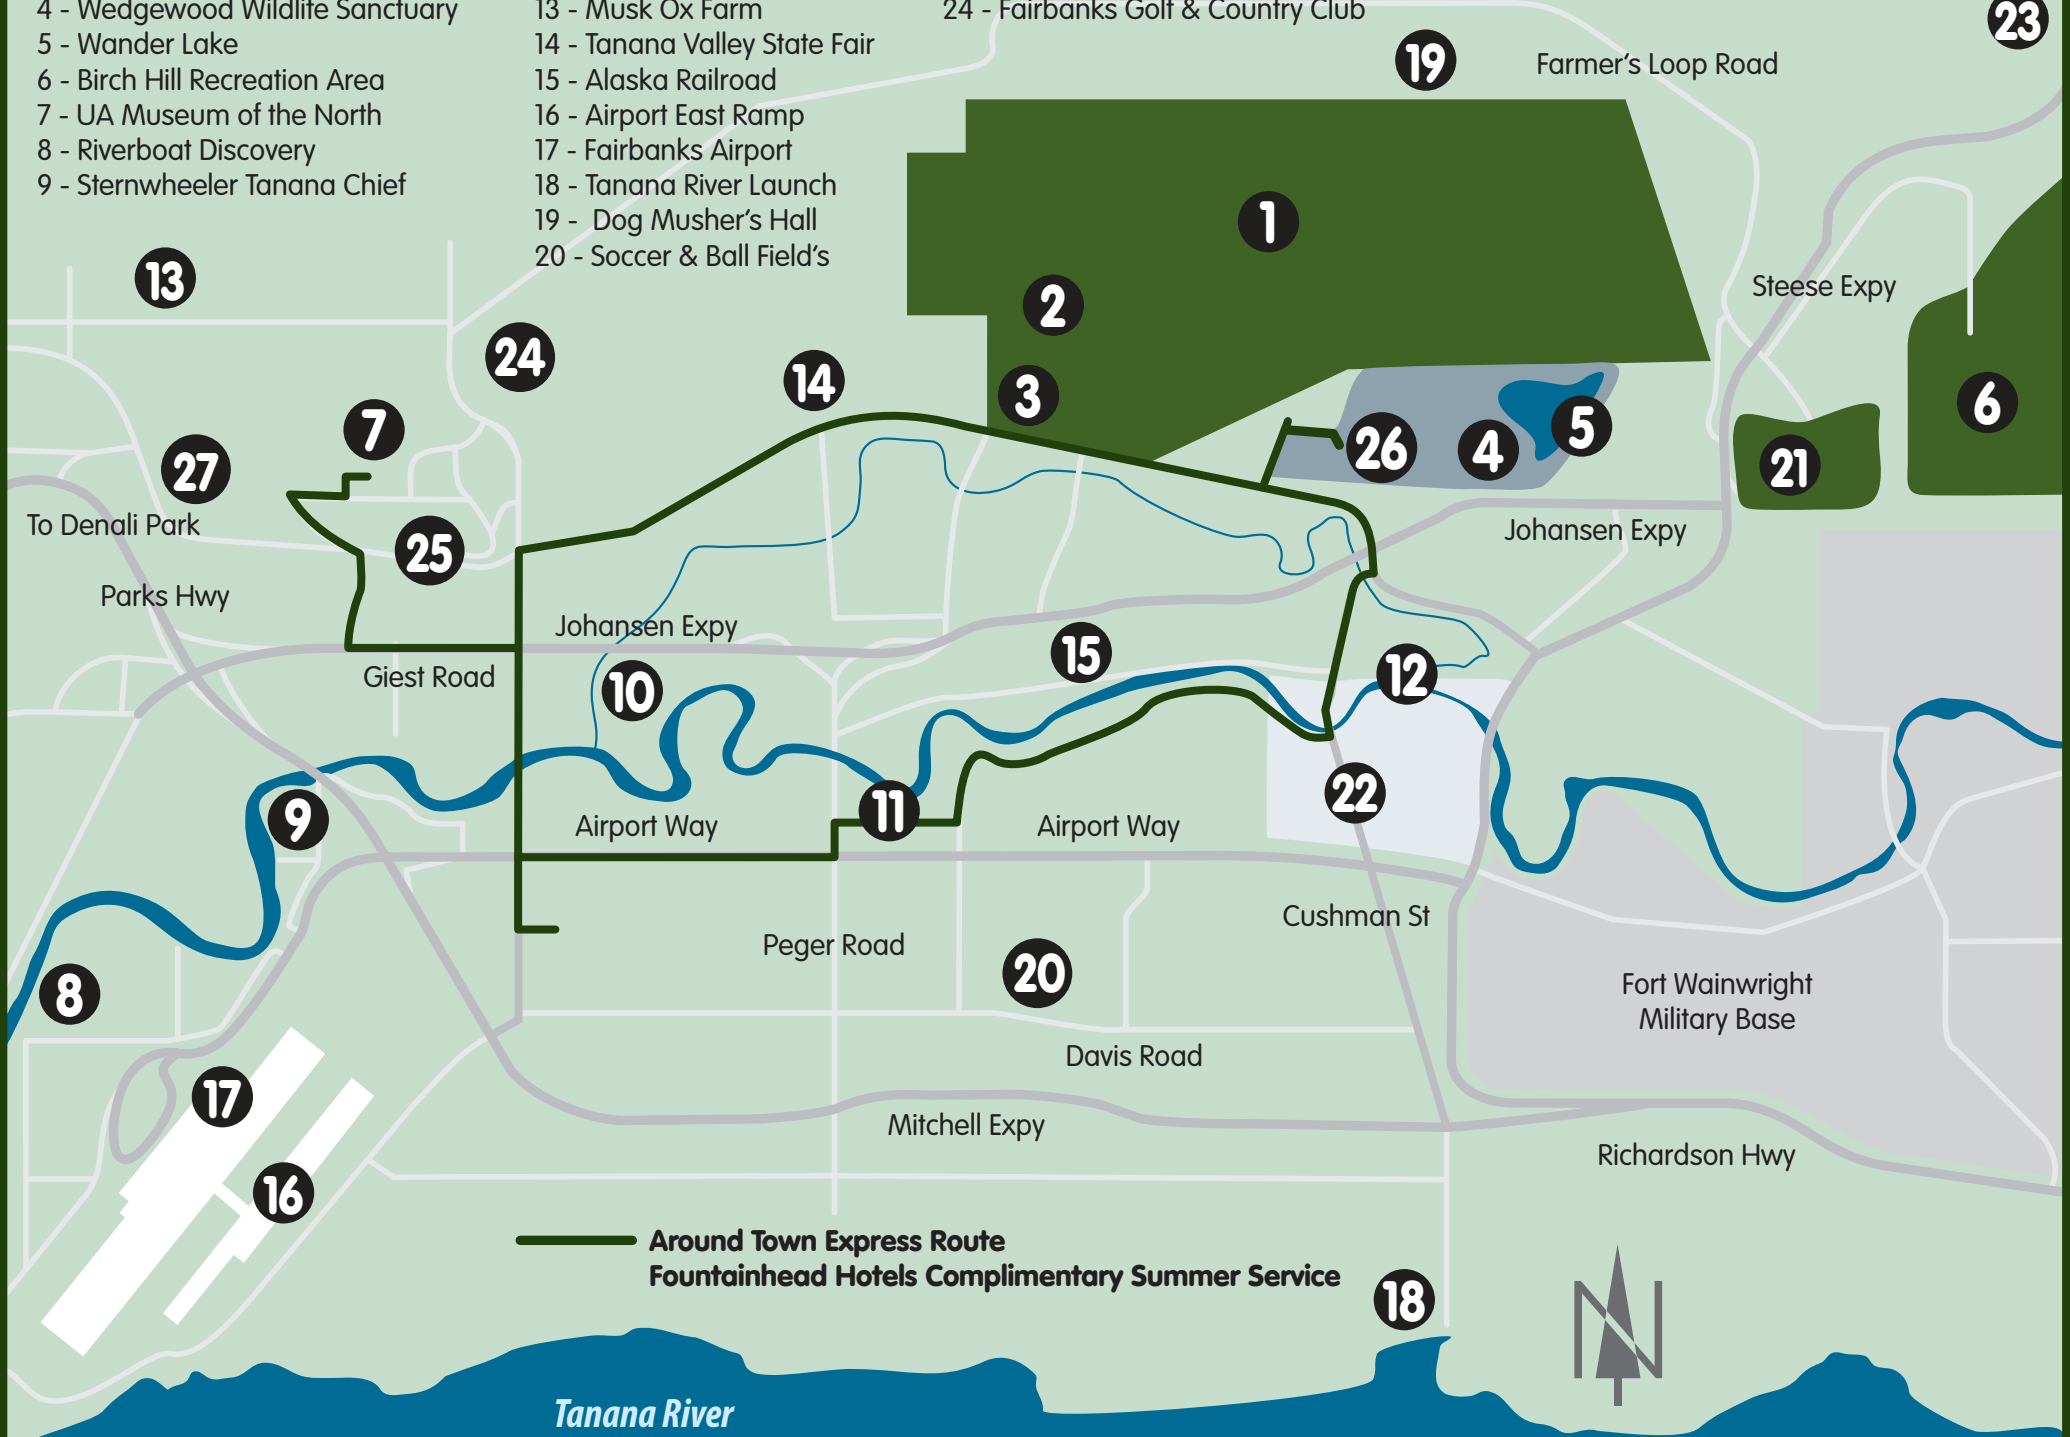 4 - Wedgewood Wildlife Sanctuary
5 - Wander Lake
6 - Birch Hill Recreation Area
7 - UA Museum of the North
8 - Riverboat Discovery
9 - Sternwheeler Tanana Chief
13 - Musk Ox Farm
14 - Tanana Valley State Fair
15 - Alaska Railroad
16 - Airport East Ramp
17 - Fairbanks Airport
18 - Tanana River Launch
19 - Dog Musher's Hall
20 - Soccer & Ball Field's
24 - Fairbanks Golf & Country Club
23
19
Farmer's Loop Road
1
13
2
Steese Expy
24
14
3
6
7
5
26
4
27
21
To Denali Park
25
Johansen Expy
Parks Hwy
Johansen Expy
15
Giest Road
10
12
22
9
11
Airport Way
Airport Way
Cushman St
Peger Road
20
8
Fort Wainwright
Military Base
Davis Road
17
Mitchell Expy
Richardson Hwy
16
Around Town Express Route
Fountainhead Hotels Complimentary Summer Service
18
N
Tanana River